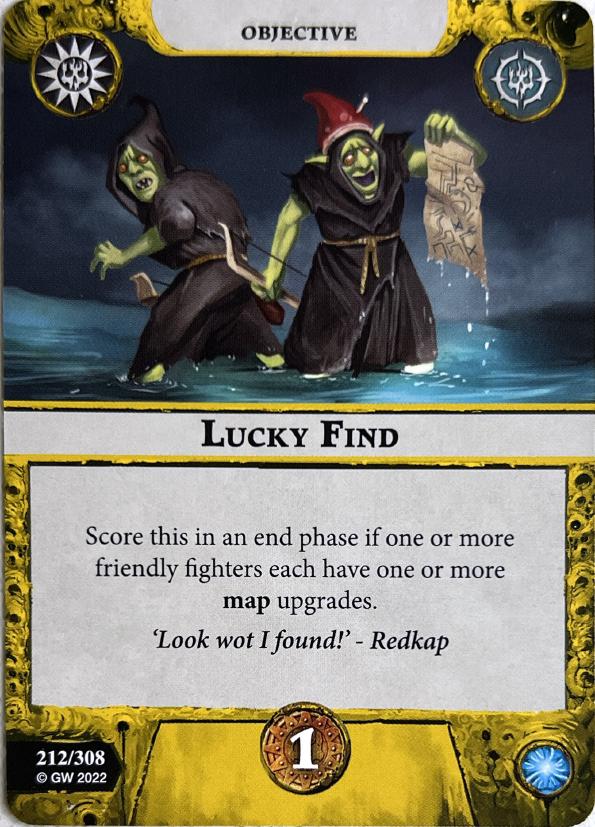 OBJECTIVE
LUCKY FIND
Score this in an end phase if one or more
friendly fighters each have one or more
map upgrades.
‘Look wot I found!’ - Redkap
1
212/308
© GW 2022